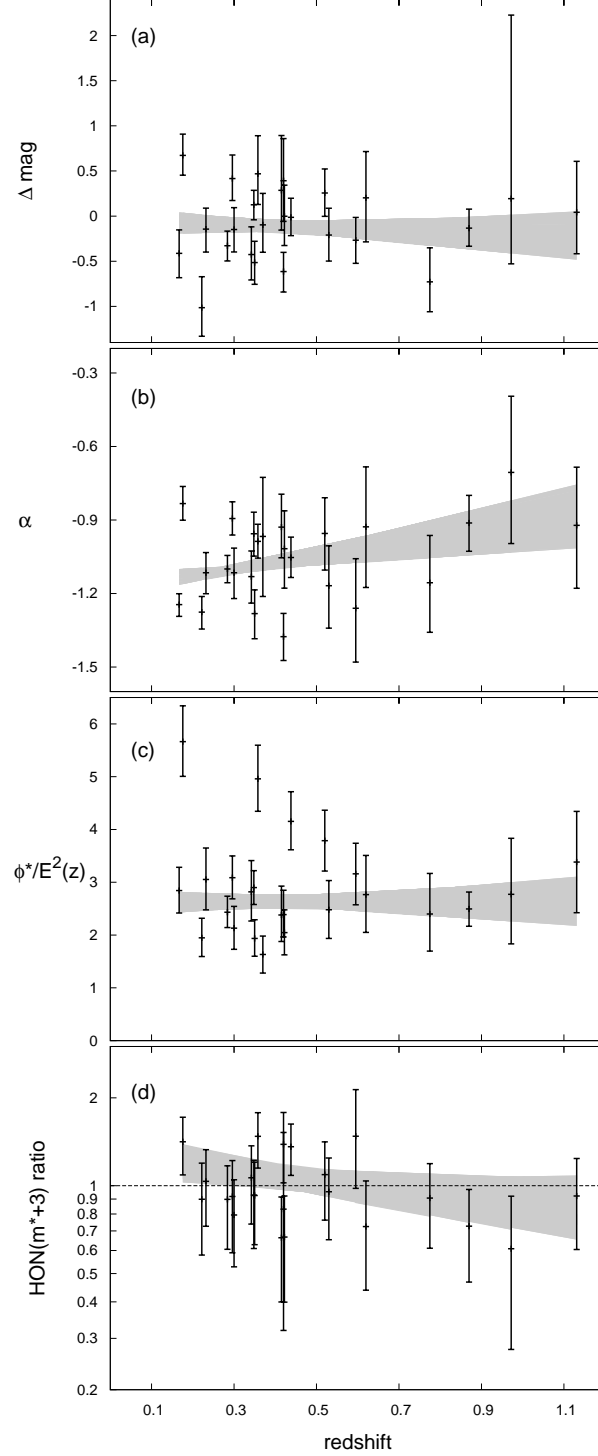 (a)
2
1.5
1
0.5
0
-0.5
-1
Δ mag
(b)
-0.3
-0.6
-0.9
-1.2
-1.5
α
(c)
6
5
4
3
2
1
0
ϕ*/E²(z)
(d)
2
1
0.9
0.8
0.7
0.6
0.5
0.4
0.3
0.2
HON(m*+3) ratio
0.1 0.3 0.5 0.7 0.9 1.1
redshift